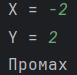 X = -2
Y = 2
Промах